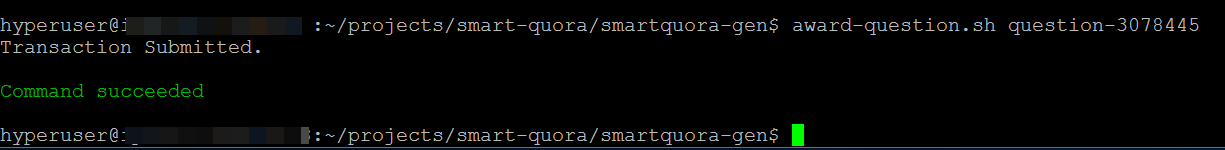 hyperuser@ :~/projects/smart-quora/smartquora-gen$ award-question.sh question-3078445
Transaction Submitted.
Command succeeded
hyperuser@ :~/projects/smart-quora/smartquora-gen$